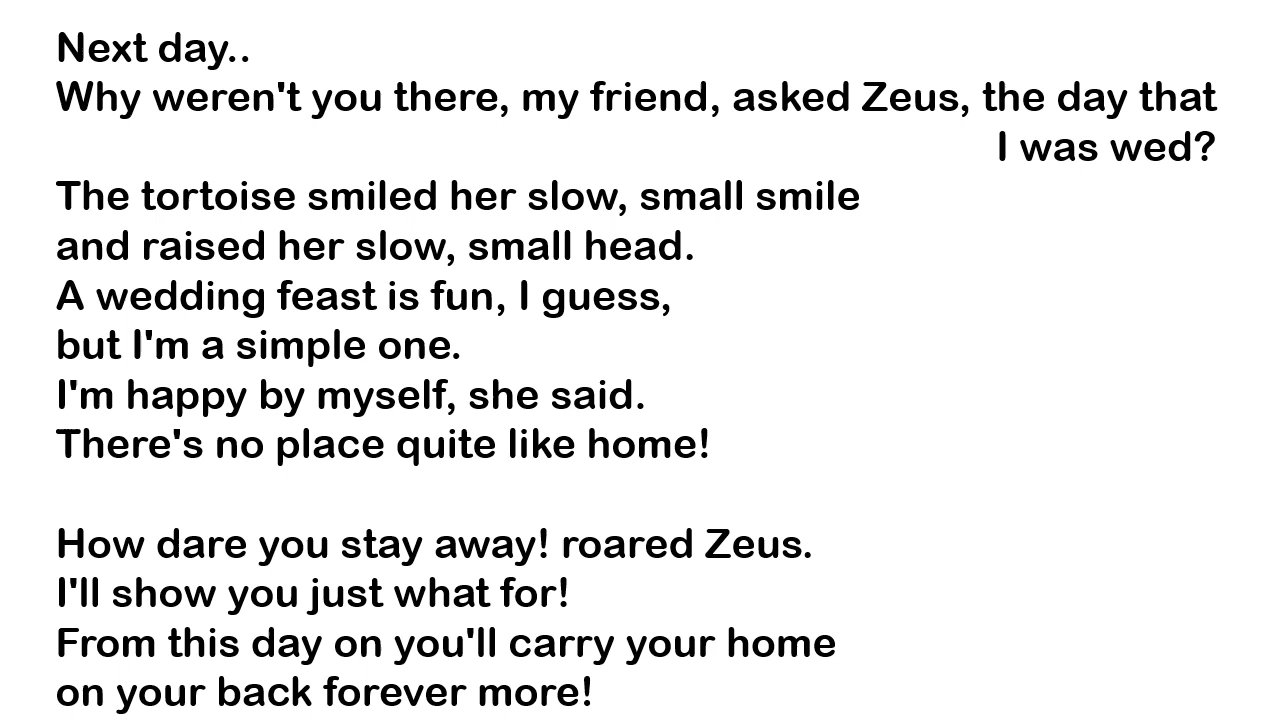 Next day..
Why weren't you there, my friend, asked Zeus, the day that
I was wed?
The tortoise smiled her slow, small smile
and raised her slow, small head.
A wedding feast is fun, I guess,
but I'm a simple one.
I'm happy by myself, she said.
There's no place quite like home!
How dare you stay away! roared Zeus.
I'll show you just what for!
From this day on you'll carry your home
on your back forever more!